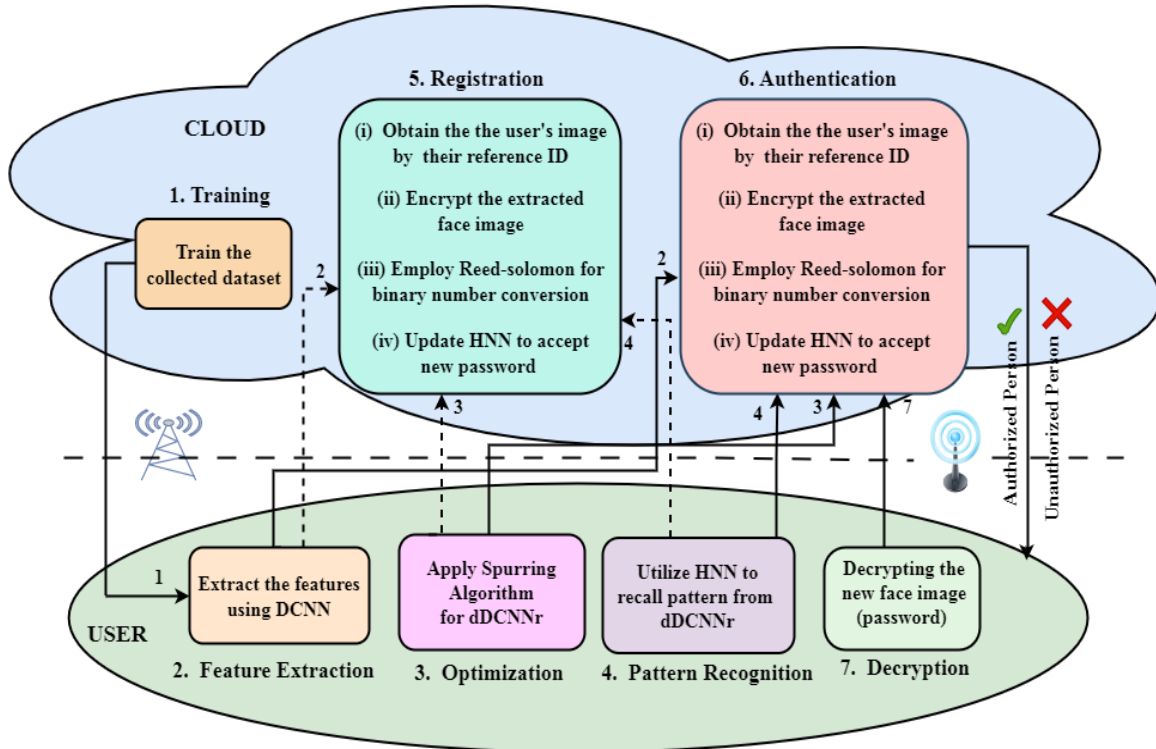 5. Registration
6. Authentication
CLOUD
(i) Obtain the the user's image
by their reference ID
(ii) Encrypt the extracted
face image
(iii) Employ Reed-solomon for
binary number conversion
(iv) Update HNN to accept
new password
(i) Obtain the the user's image
by their reference ID
(ii) Encrypt the extracted
face image
(iii) Employ Reed-solomon for
binary number conversion
(iv) Update HNN to accept
new password
1. Training
Train the
collected dataset
2
2
4
3
4
3
7
Authorized Person
Unauthorized Person
1
USER
Extract the features
using DCNN
2. Feature Extraction
Apply Spurring
Algorithm
for dDCNNr
3. Optimization
Utilize HNN to
recall pattern from
dDCNNr
4. Pattern Recognition
Decrypting the
new face image
(password)
7. Decryption